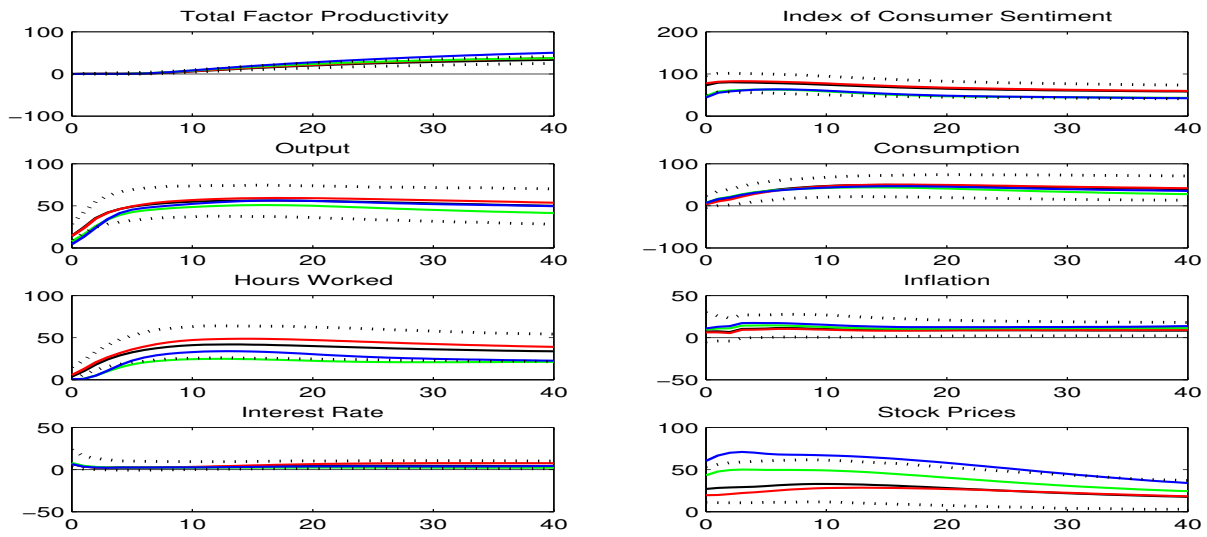 Total Factor Productivity
100
0
−100
0 10 20 30 40
Index of Consumer Sentiment
200
100
0
0 10 20 30 40
Output
100
50
0
0 10 20 30 40
Consumption
100
0
−100
0 10 20 30 40
Hours Worked
100
50
0
0 10 20 30 40
Inflation
50
0
−50
0 10 20 30 40
Interest Rate
50
0
−50
0 10 20 30 40
Stock Prices
100
50
0
0 10 20 30 40